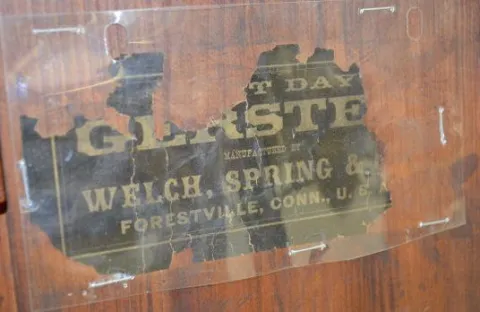 T DAY
GERSTE
MANUFACTURED BY
WELCH, SPRING &
FORESTVILLE, CONN., U. S. A